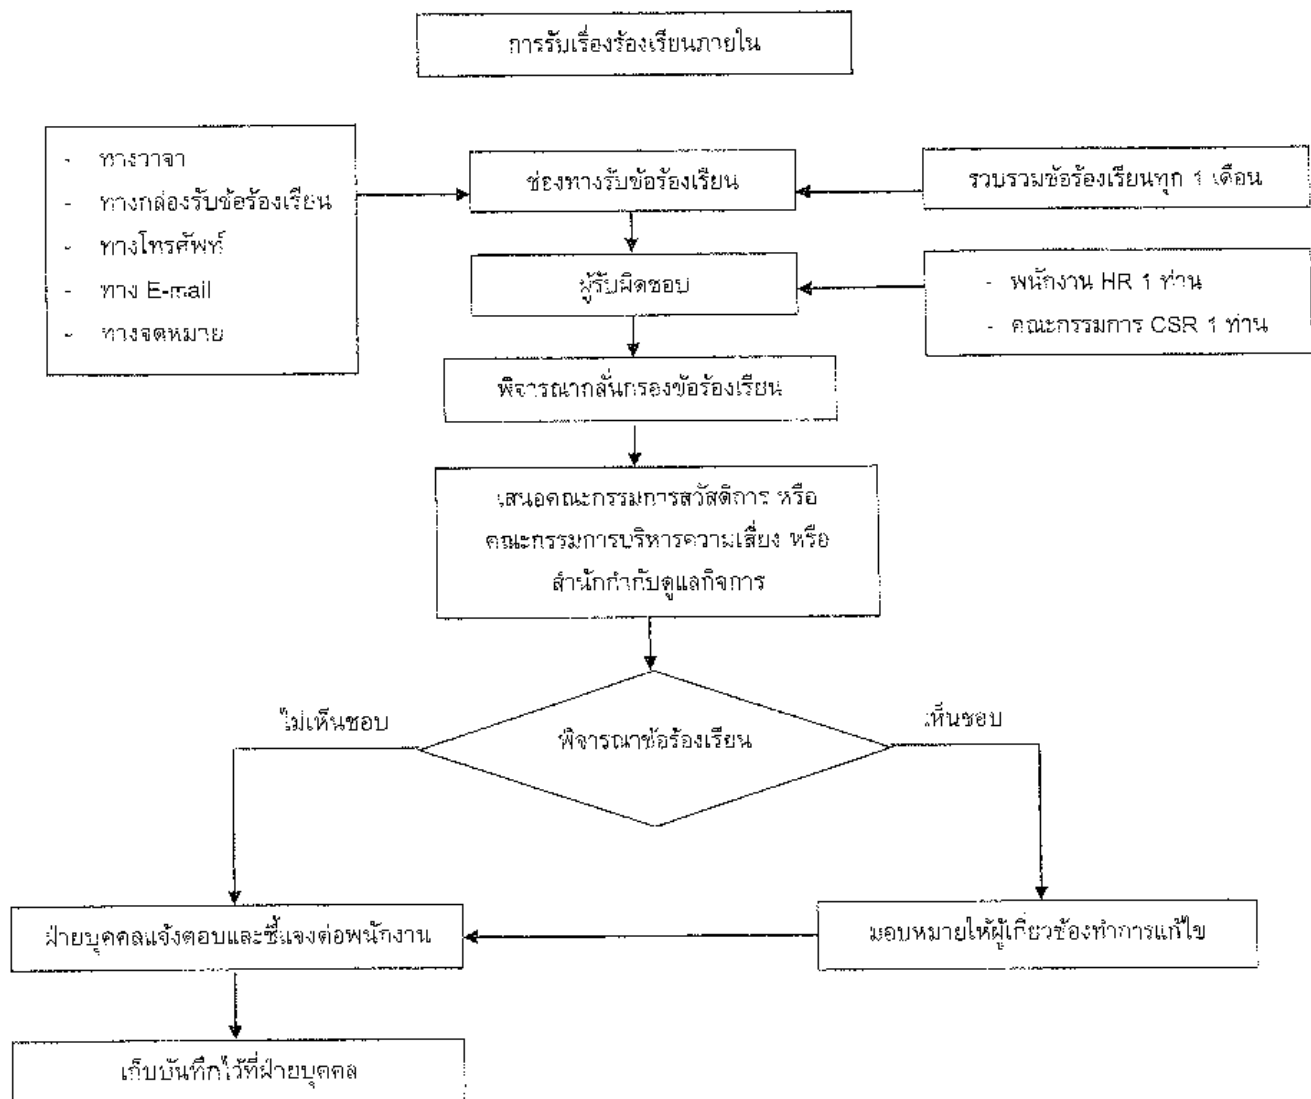 การรับเรื่องร้องเรียนภายใน
- ทางวาจา
- ทางกล่องรับข้อร้องเรียน
- ทางโทรศัพท์
- ทาง E-mail
- ทางจดหมาย
ช่องทางรับข้อร้องเรียน
รวบรวมข้อร้องเรียนทุก 1 เดือน
ผู้รับผิดชอบ
- พนักงาน HR 1 ท่าน
- คณะกรรมการ CSR 1 ท่าน
พิจารณากลั่นกรองข้อร้องเรียน
เสนอคณะกรรมการสวัสดิการ หรือ
คณะกรรมการบริหารความเสี่ยง หรือ
สำนักกำกับดูแลกิจการ
ไม่เห็นชอบ
เห็นชอบ
พิจารณาข้อร้องเรียน
ฝ่ายบุคคลแจ้งตอบและชี้แจงต่อพนักงาน
มอบหมายให้ผู้เกี่ยวข้องทำการแก้ไข
เก็บบันทึกไว้ที่ฝ่ายบุคคล